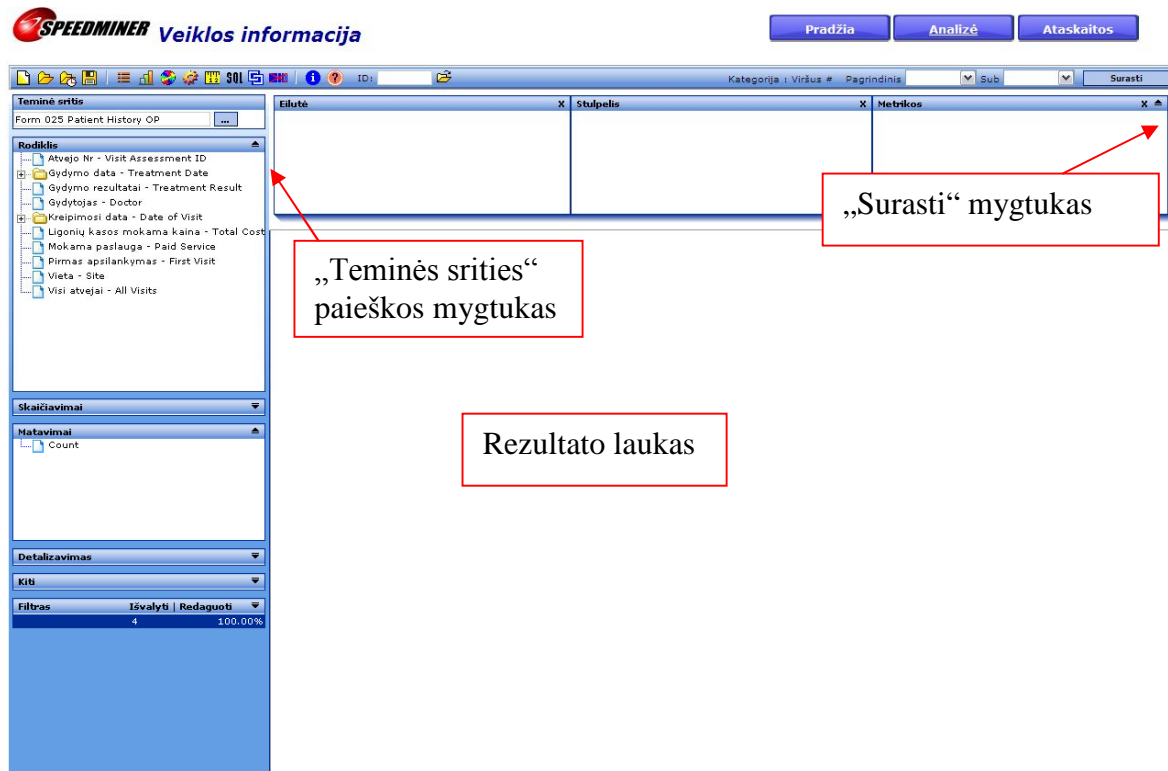 SPEEDMINER Veiklos informacija
Pradžia Analizė Ataskaitos
SQL ID: Kategorija : Viršus # Pagrindinis Sub Surasti
Teminė sritis
Form 025 Patient History OP ...
Eilutė X Stulpelis X Metrikos X
Rodiklis
Atvejo Nr - Visit Assessment ID
Gydymo data - Treatment Date
Gydymo rezultatai - Treatment Result
Gydytojas - Doctor
Kreipimosi data - Date of Visit
Ligonių kasos mokama kaina - Total Cost
Mokama paslauga - Paid Service
Pirmas apsilankymas - First Visit
Vieta - Site
Visi atvejai - All Visits
„Surasti“ mygtukas
„Teminės srities“
paieškos mygtukas
Skaičiavimai
Matavimai
Count
Rezultato laukas
Detalizavimas
Kiti
Filtras Išvalyti | Redaguoti
4 100.00%